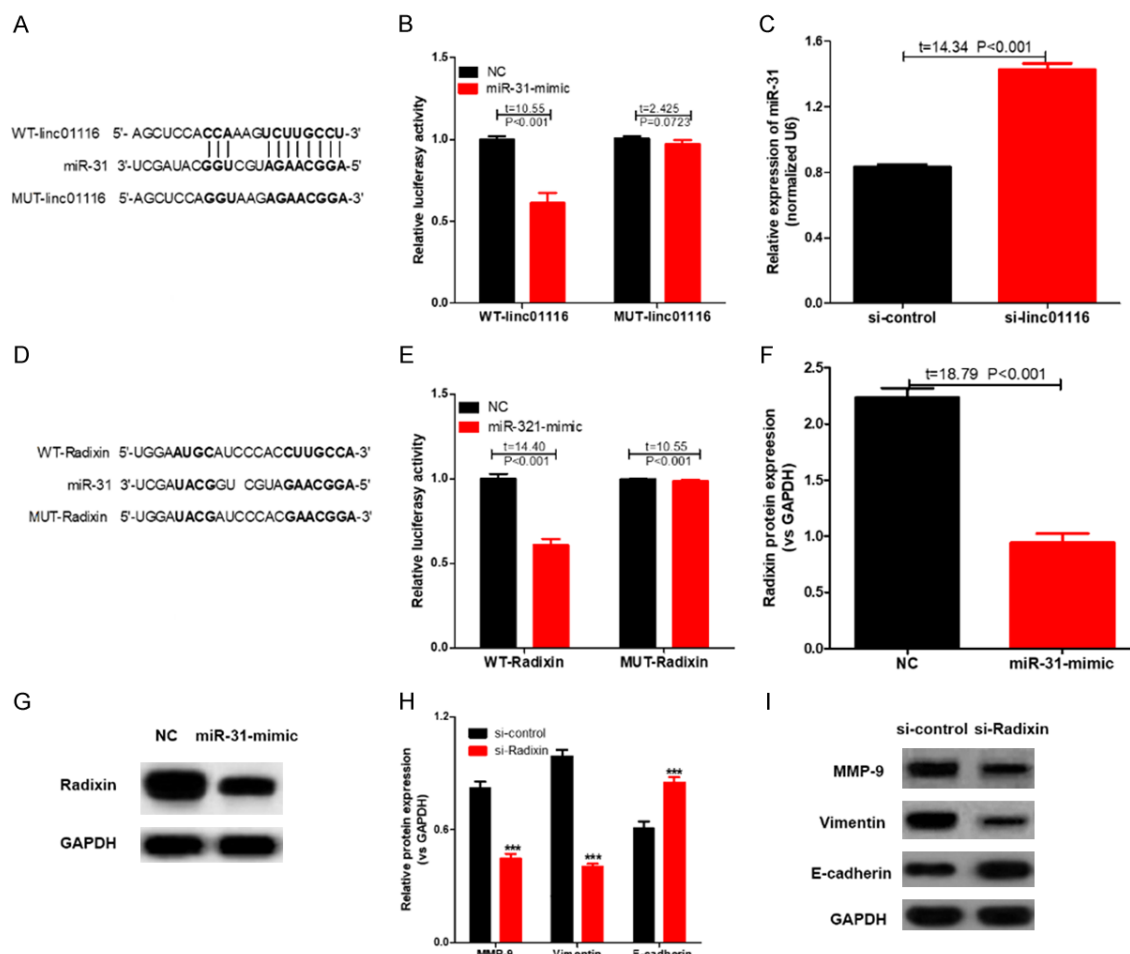 A
WT-linc01116 5'- AGCUCCACCAAAGUCUUGCCU-3'
miR-31 3'-UCGAUACGGUCGUAGAACGGA-5'
MUT-linc01116 5'-AGCUCCAGGUAAGAGAACGGA-3'
B
Relative luciferasy activity
1.5
1.0
0.5
0.0
NC
miR-31-mimic
t=10.55
P<0.001
t=2.425
P=0.0723
WT-linc01116
MUT-linc01116
C
Relative expression of miR-31
(normalized U6)
1.6
1.2
0.8
0.4
0.0
t=14.34 P<0.001
si-control
si-linc01116
D
WT-Radixin 5'-UGGAAUGCAUCCCACCUUGCCA-3'
miR-31 3'-UCGAUACGGU CGUAGAACGGA-5'
MUT-Radixin 5'-UGGAUACGAUCCCACGAACGGA-3'
E
Relative luciferasy activity
1.5
1.0
0.5
0.0
NC
miR-321-mimic
t=14.40
P<0.001
t=10.55
P<0.001
WT-Radixin
MUT-Radixin
F
Radixin protein expreesion
(vs GAPDH)
2.5
2.0
1.5
1.0
0.5
0.0
t=18.79 P<0.001
NC
miR-31-mimic
G
NC miR-31-mimic
Radixin
GAPDH
H
Relative protein expression
(vs GAPDH)
1.2
0.8
0.4
0.0
si-control
si-Radixin
***
***
***
MMP-9
Vimentin
E-cadherin
I
si-control si-Radixin
MMP-9
Vimentin
E-cadherin
GAPDH